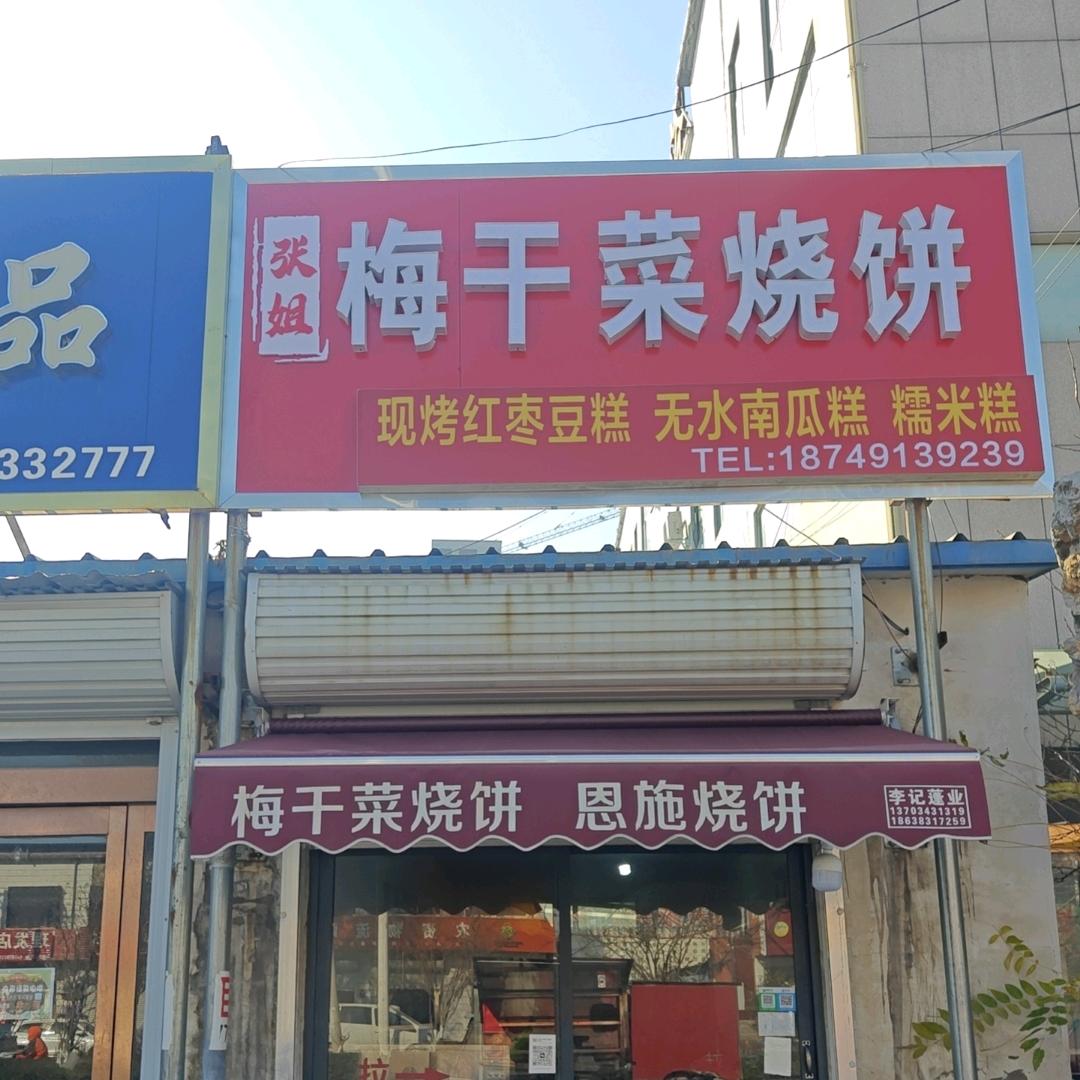 品
332777
张姐
梅干菜烧饼
现烤红枣豆糕 无水南瓜糕 糯米糕
TEL:18749139239
梅干菜烧饼 恩施烧饼
李记蓬业
13703431319
18638317259
拉